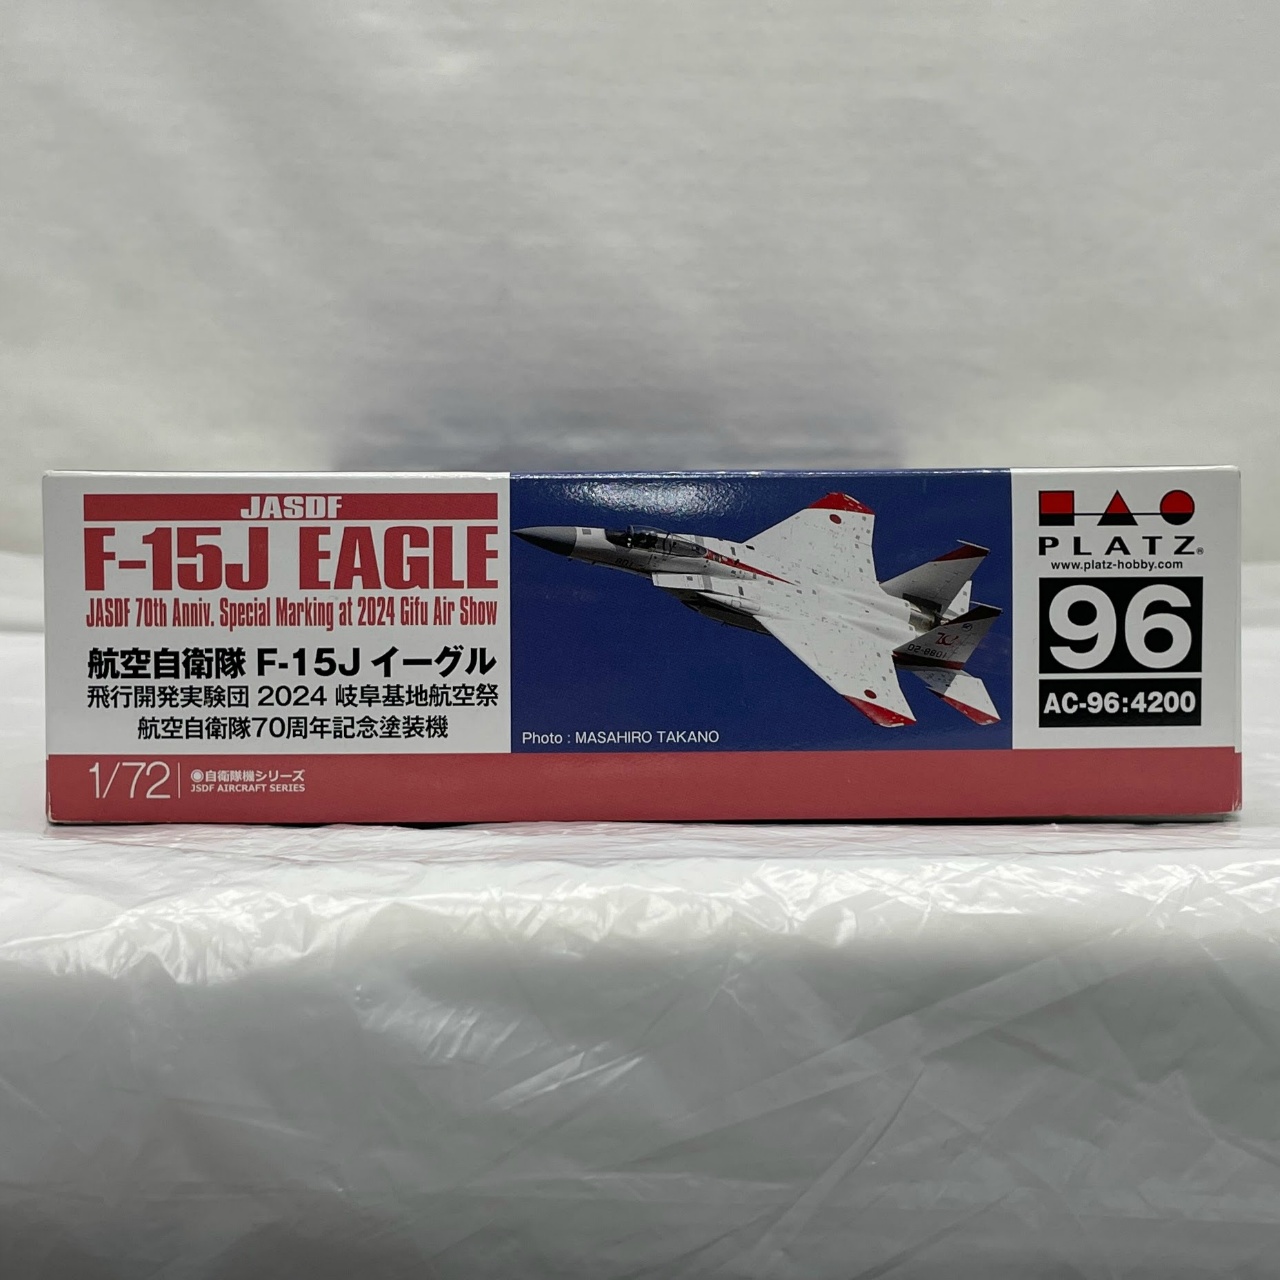 JASDF
F-15J EAGLE
JASDF 70th Anniv. Special Marking at 2024 Gifu Air Show
航空自衛隊 F-15J イーグル
飛行開発実験団 2024 岐阜基地航空祭
航空自衛隊70周年記念塗装機
1/72
自衛隊機シリーズ
JSDF AIRCRAFT SERIES
Photo : MASAHIRO TAKANO
02-8801
801
PLATZ®
www.platz-hobby.com
96
AC-96:4200